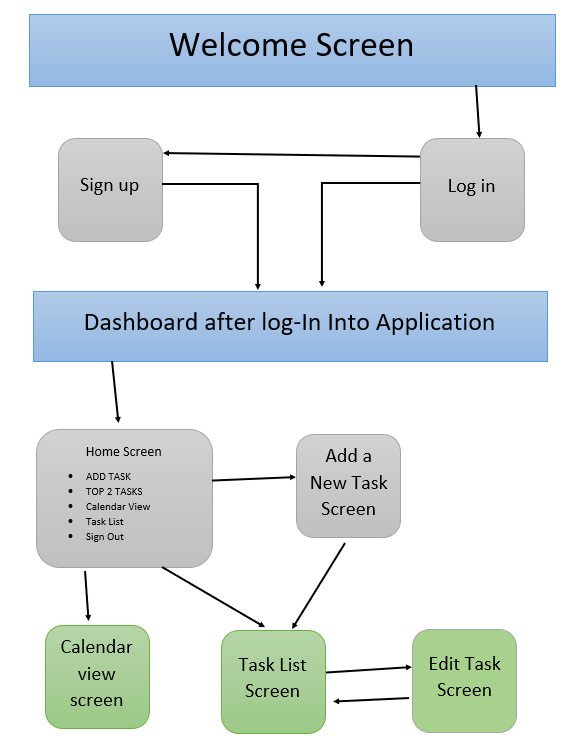 Welcome Screen
Sign up
Log in
Dashboard after log-In Into Application
Home Screen
• ADD TASK
• TOP 2 TASKS
• Calendar View
• Task List
• Sign Out
Add a
New Task
Screen
Calendar
view
screen
Task List
Screen
Edit Task
Screen